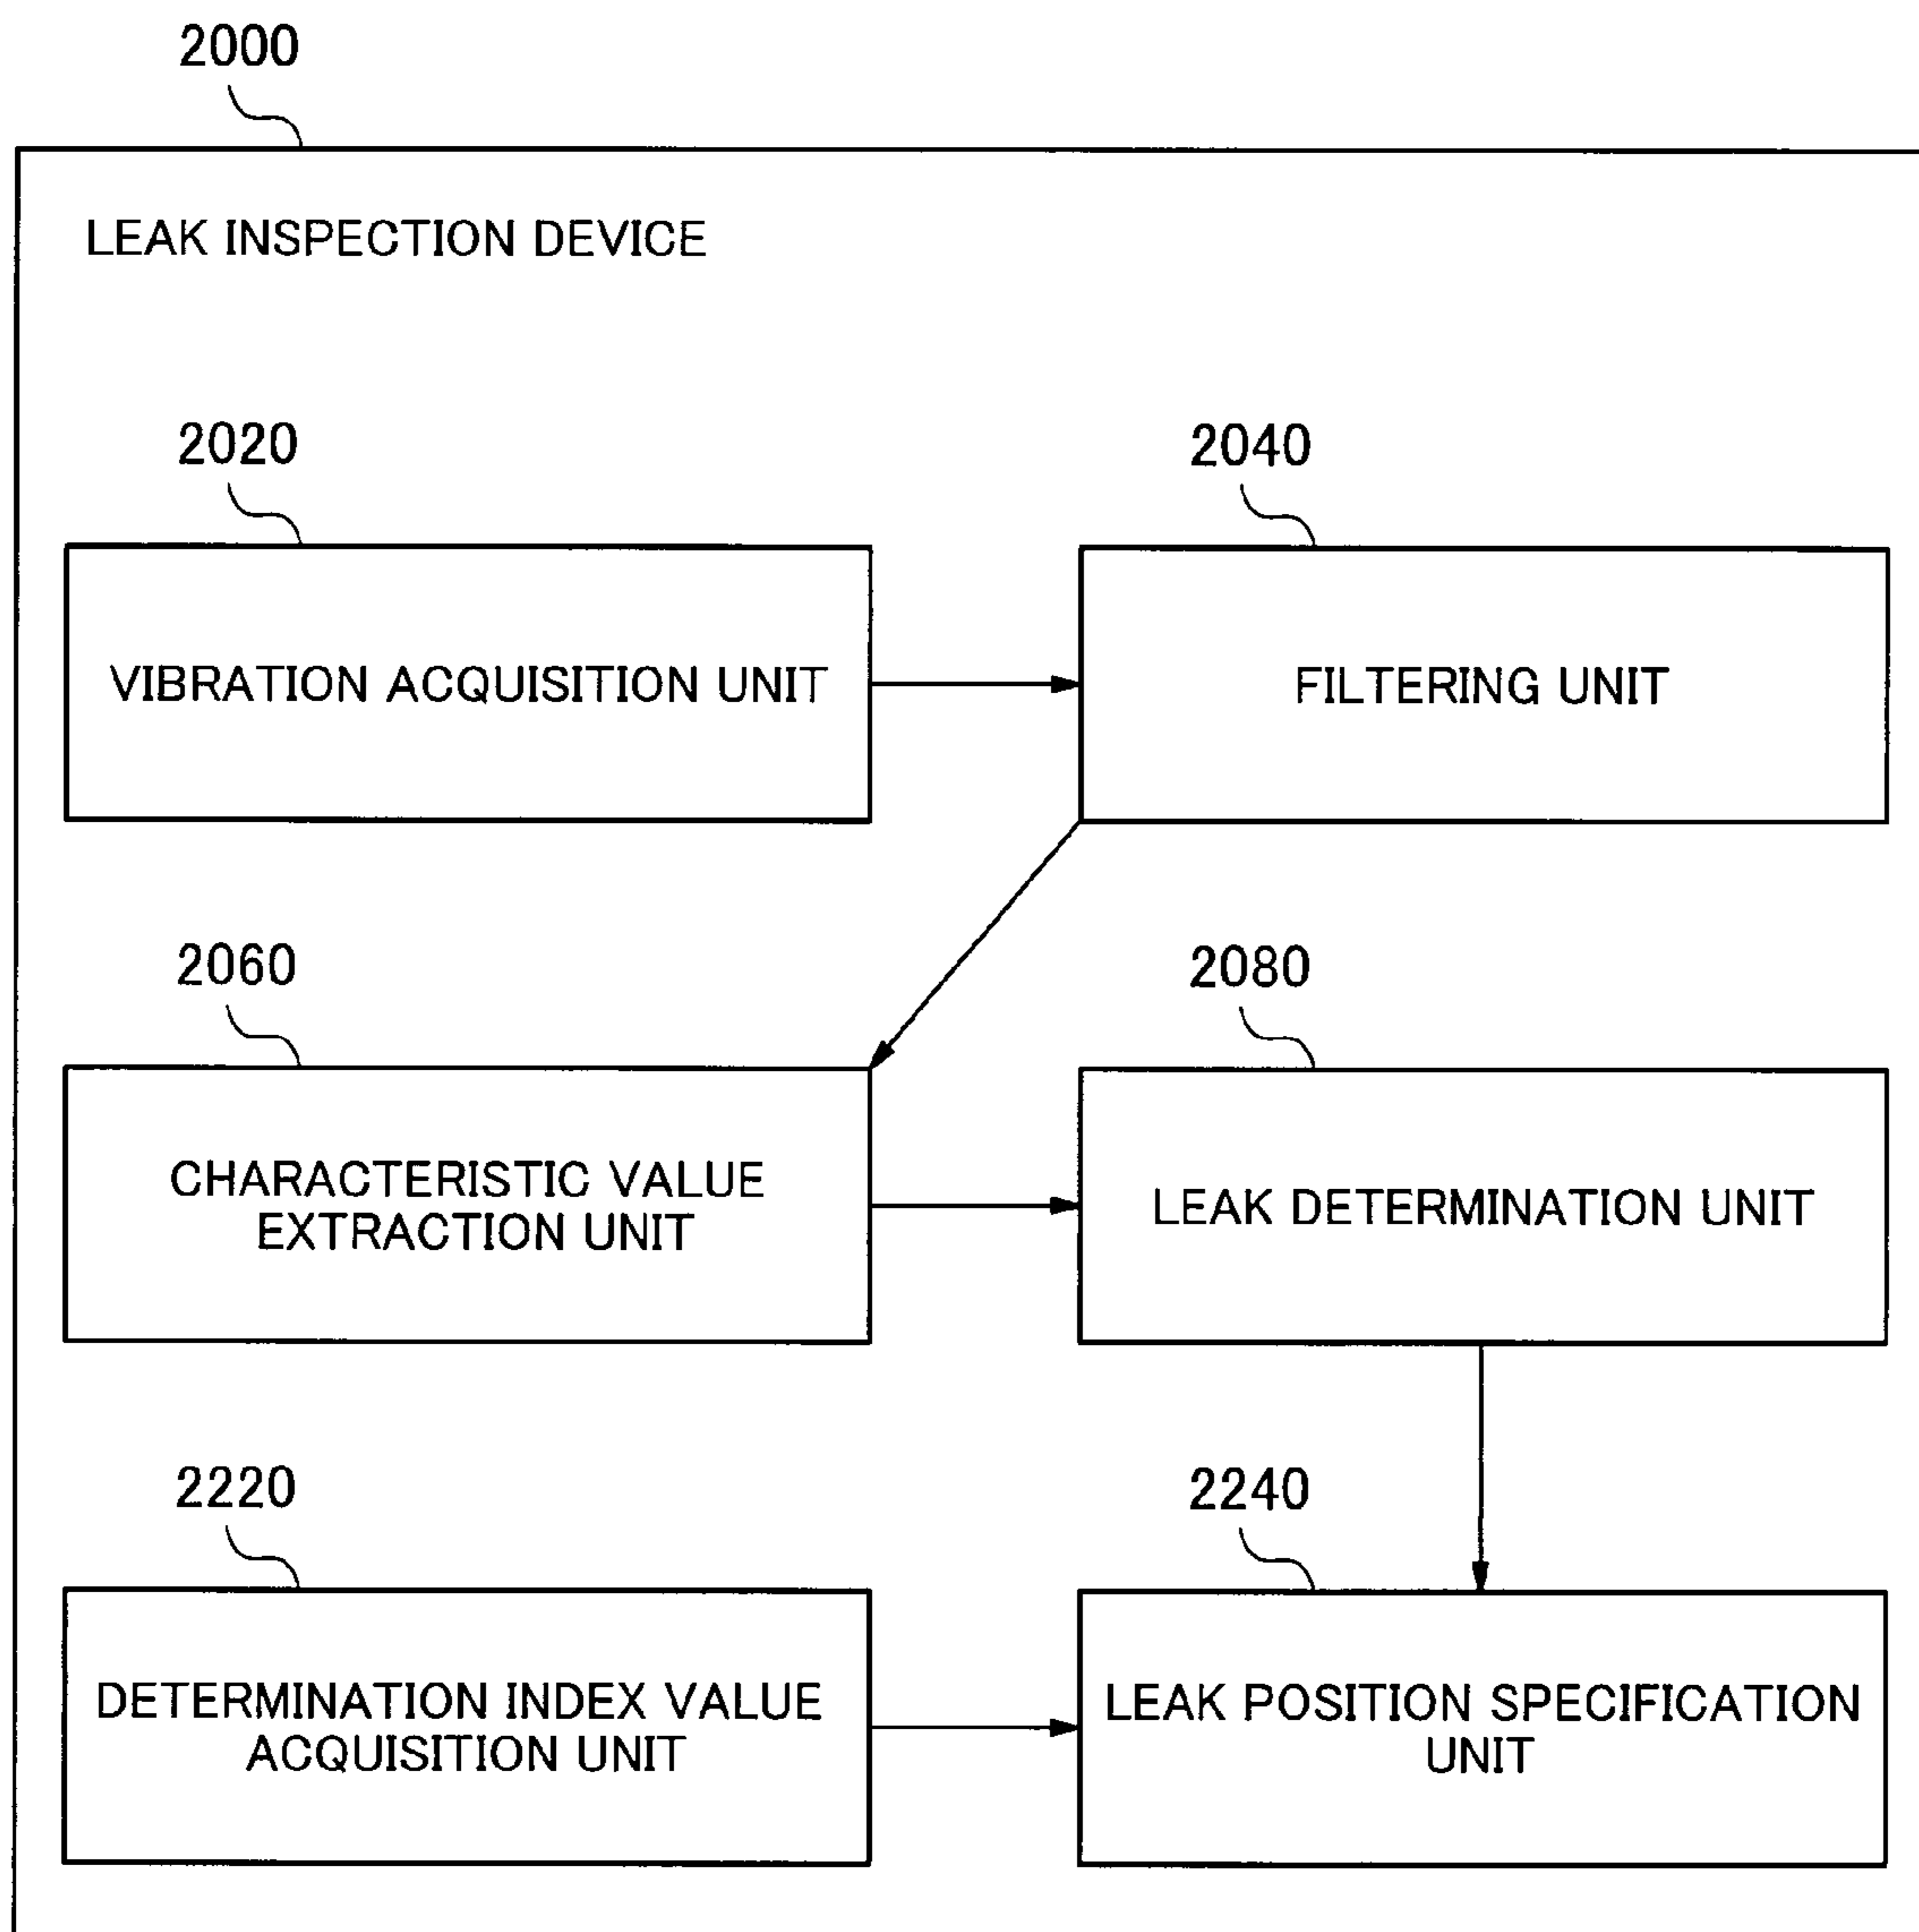 2000
LEAK INSPECTION DEVICE
2020
2040
VIBRATION ACQUISITION UNIT
FILTERING UNIT
2060
2080
CHARACTERISTIC VALUE
EXTRACTION UNIT
LEAK DETERMINATION UNIT
2220
2240
DETERMINATION INDEX VALUE
ACQUISITION UNIT
LEAK POSITION SPECIFICATION
UNIT